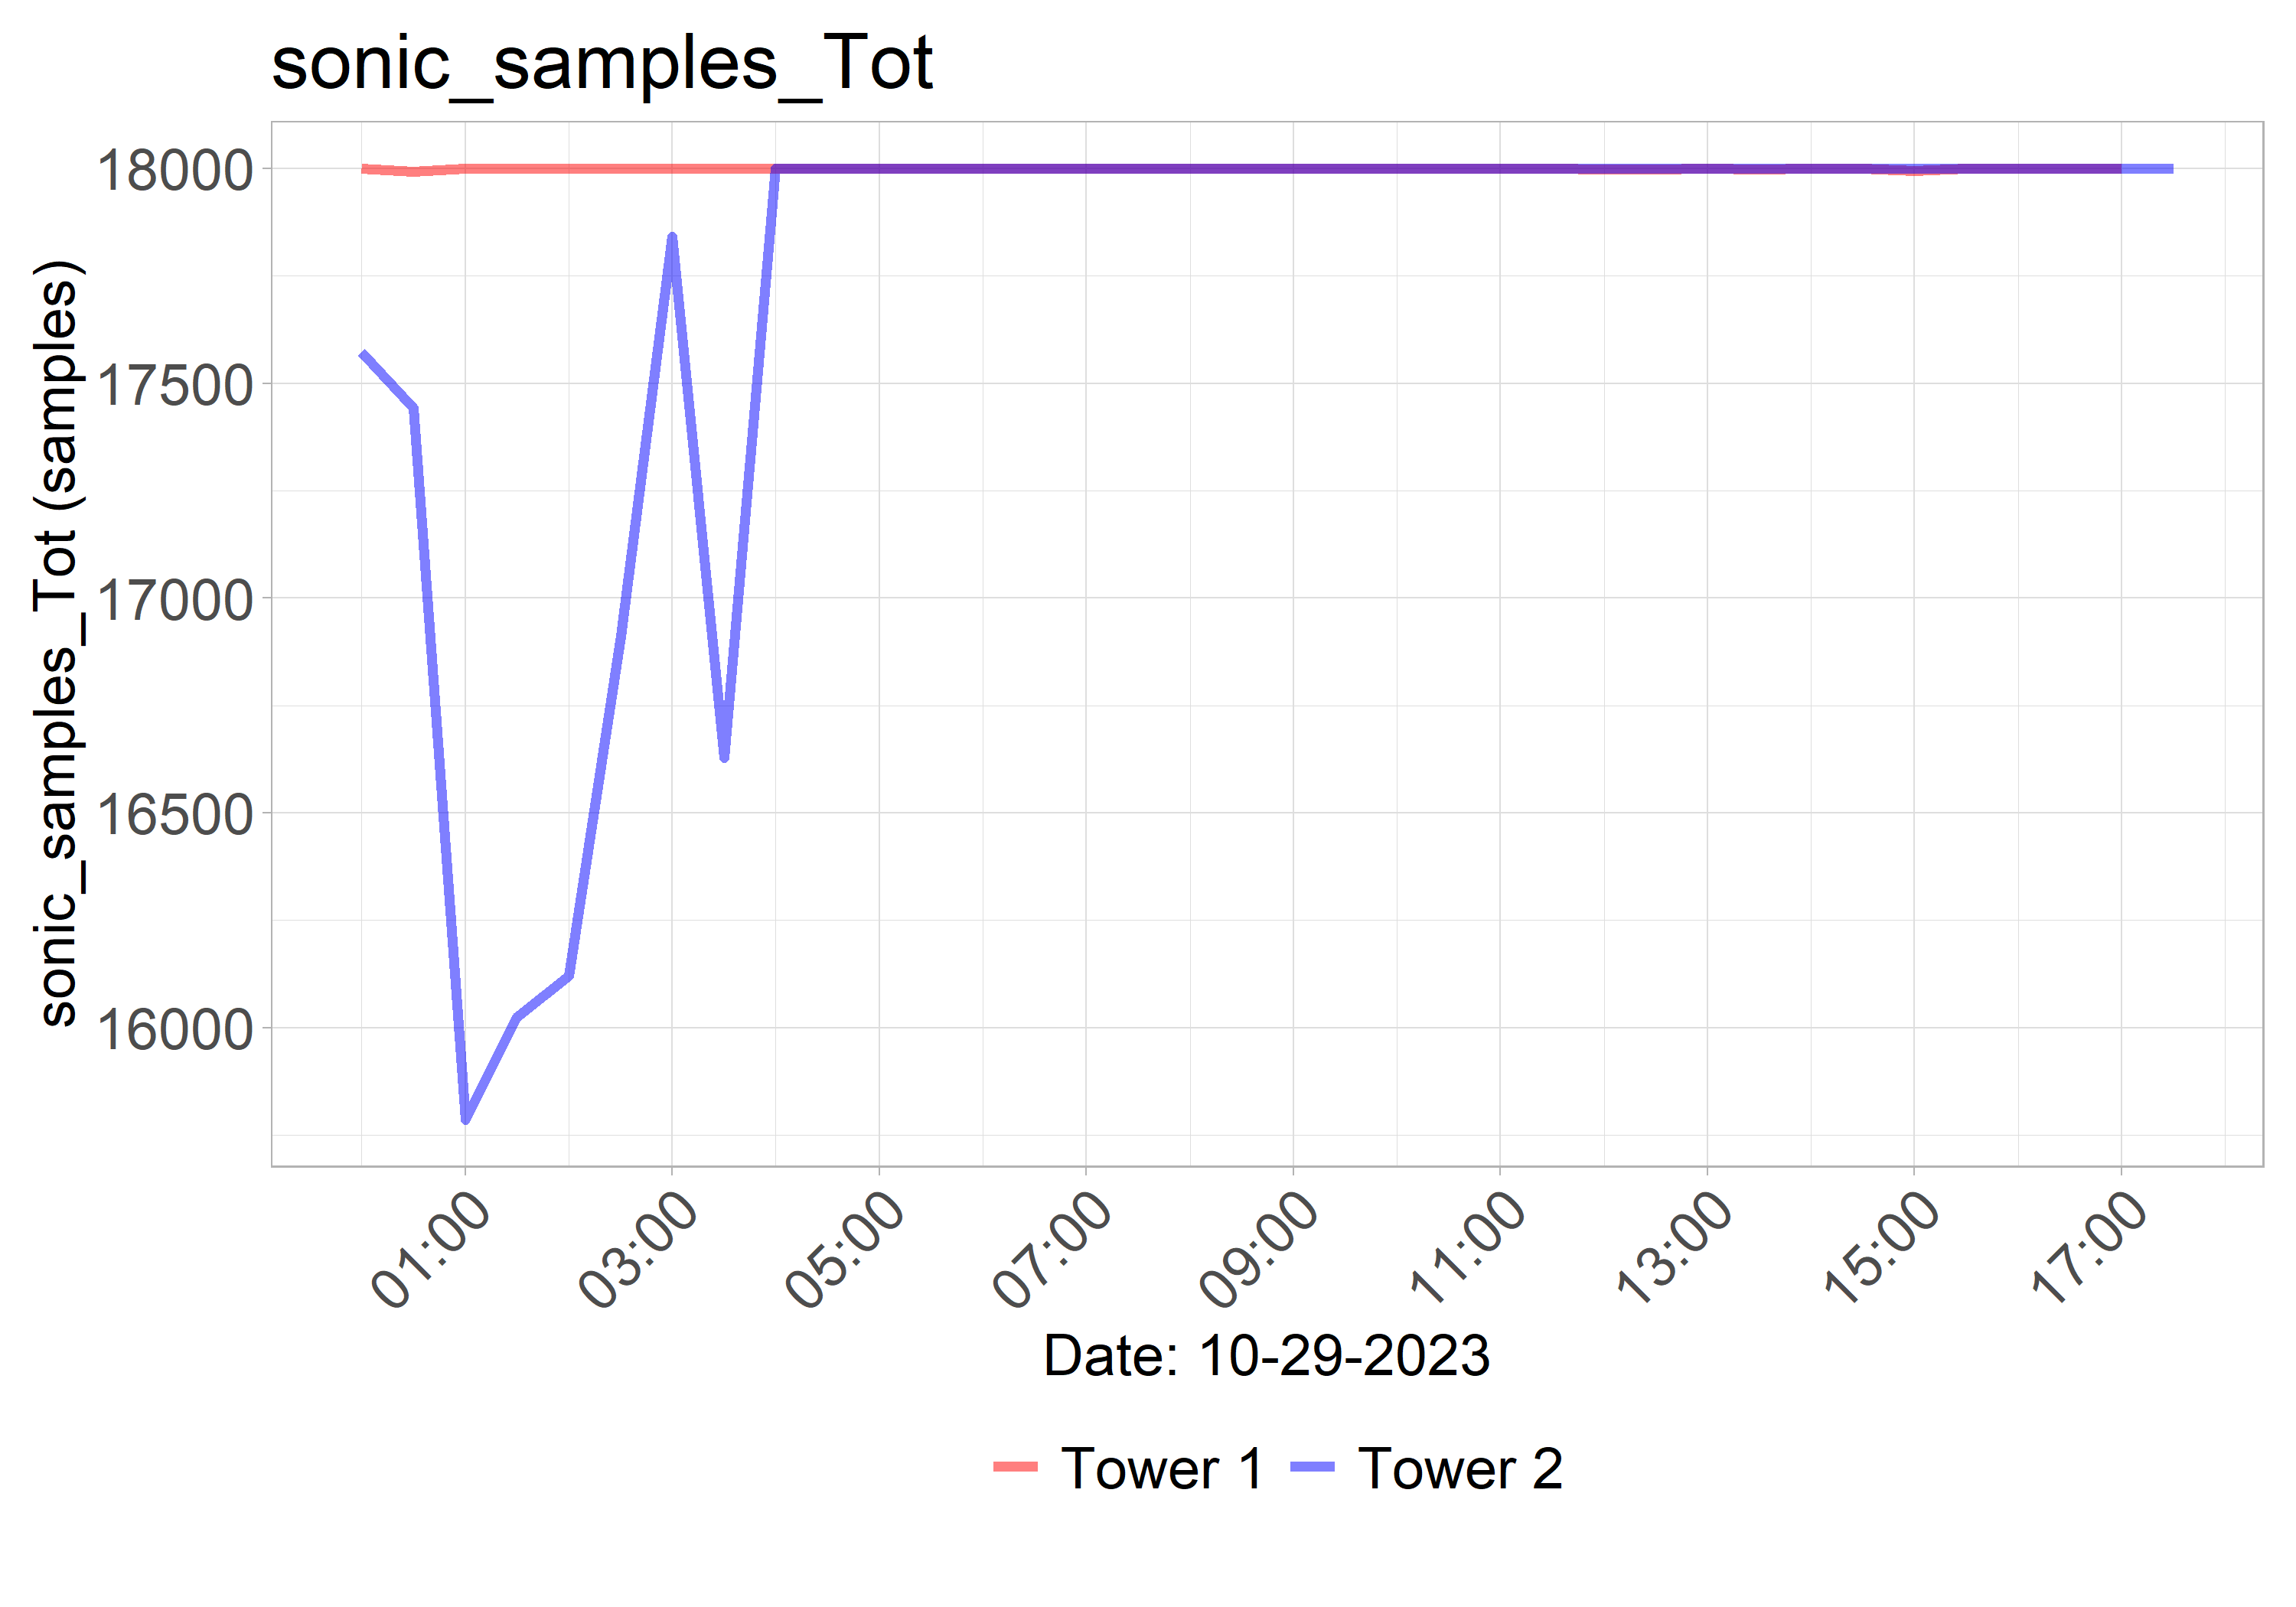 sonic_samples_Tot
sonic_samples_Tot (samples)
18000
17500
17000
16500
16000
01:00
03:00
05:00
07:00
09:00
11:00
13:00
15:00
17:00
Date: 10-29-2023
Tower 1
Tower 2